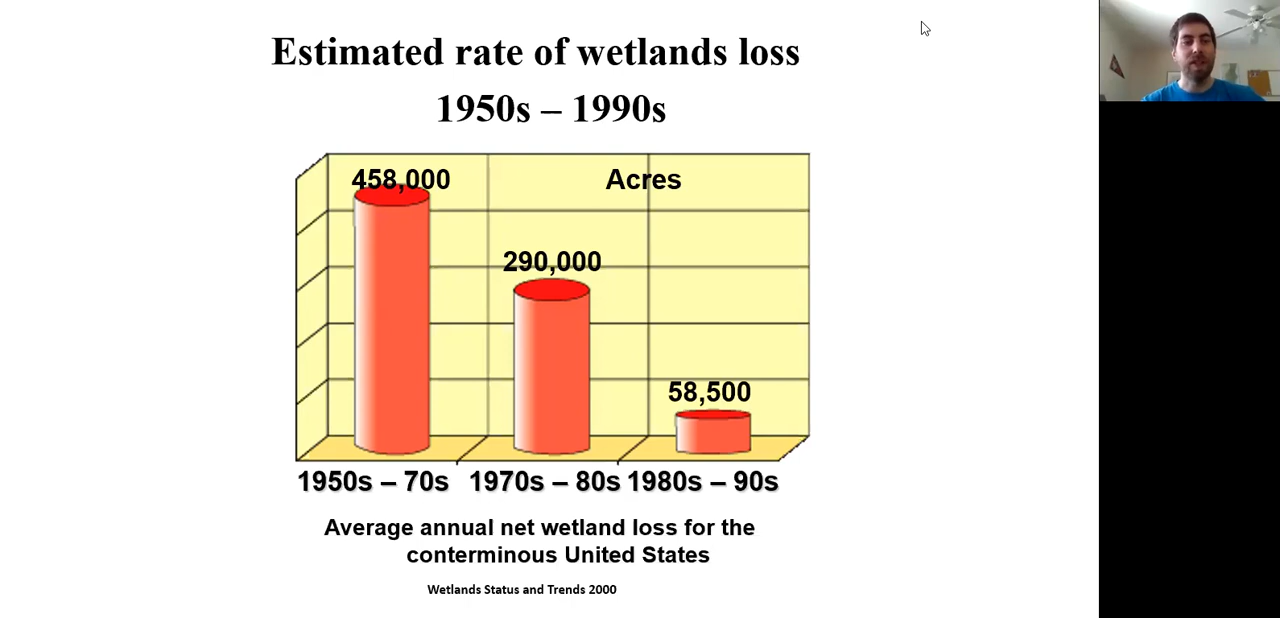 Estimated rate of wetlands loss
1950s – 1990s
458,000
Acres
290,000
58,500
1950s – 70s
1970s – 80s
1980s – 90s
Average annual net wetland loss for the
conterminous United States
Wetlands Status and Trends 2000